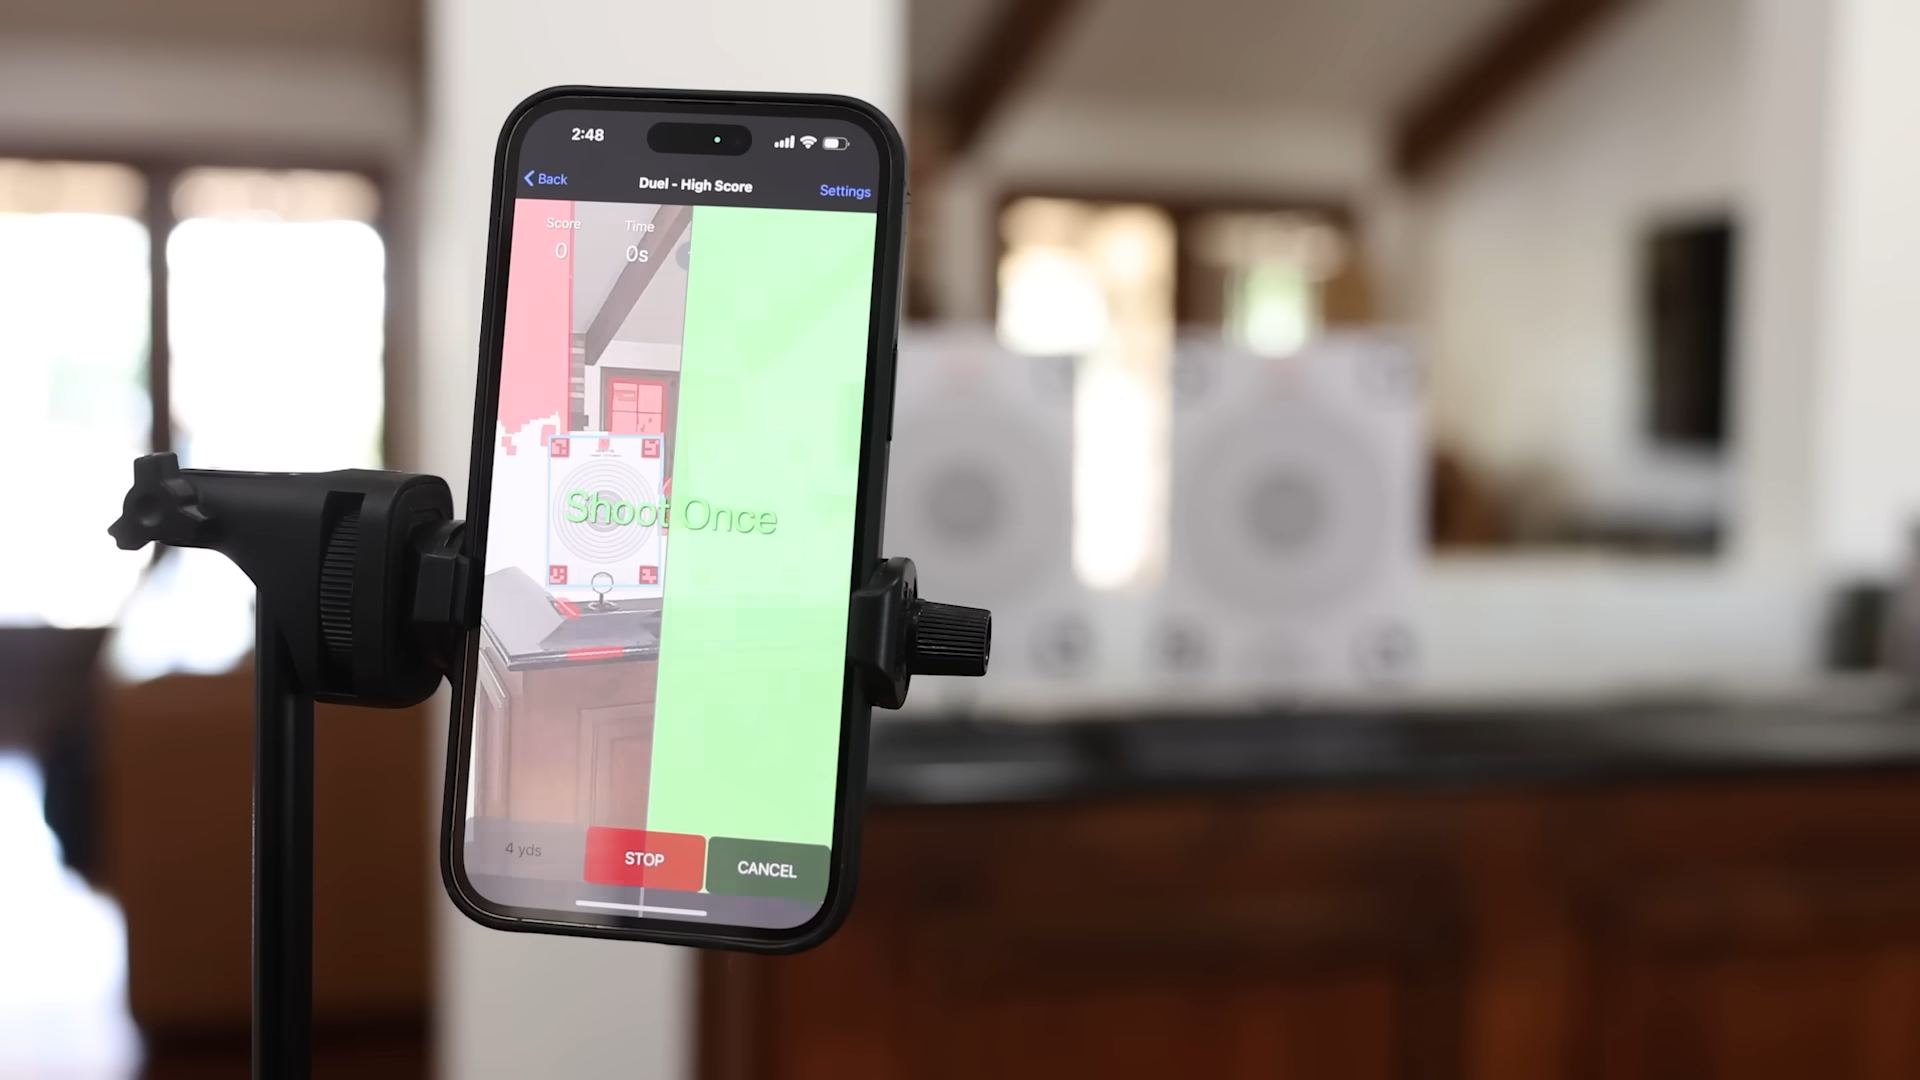 2:48
Back
Duel - High Score
Settings
Score
Time
0
0s
Shoot Once
4 yds
STOP
CANCEL